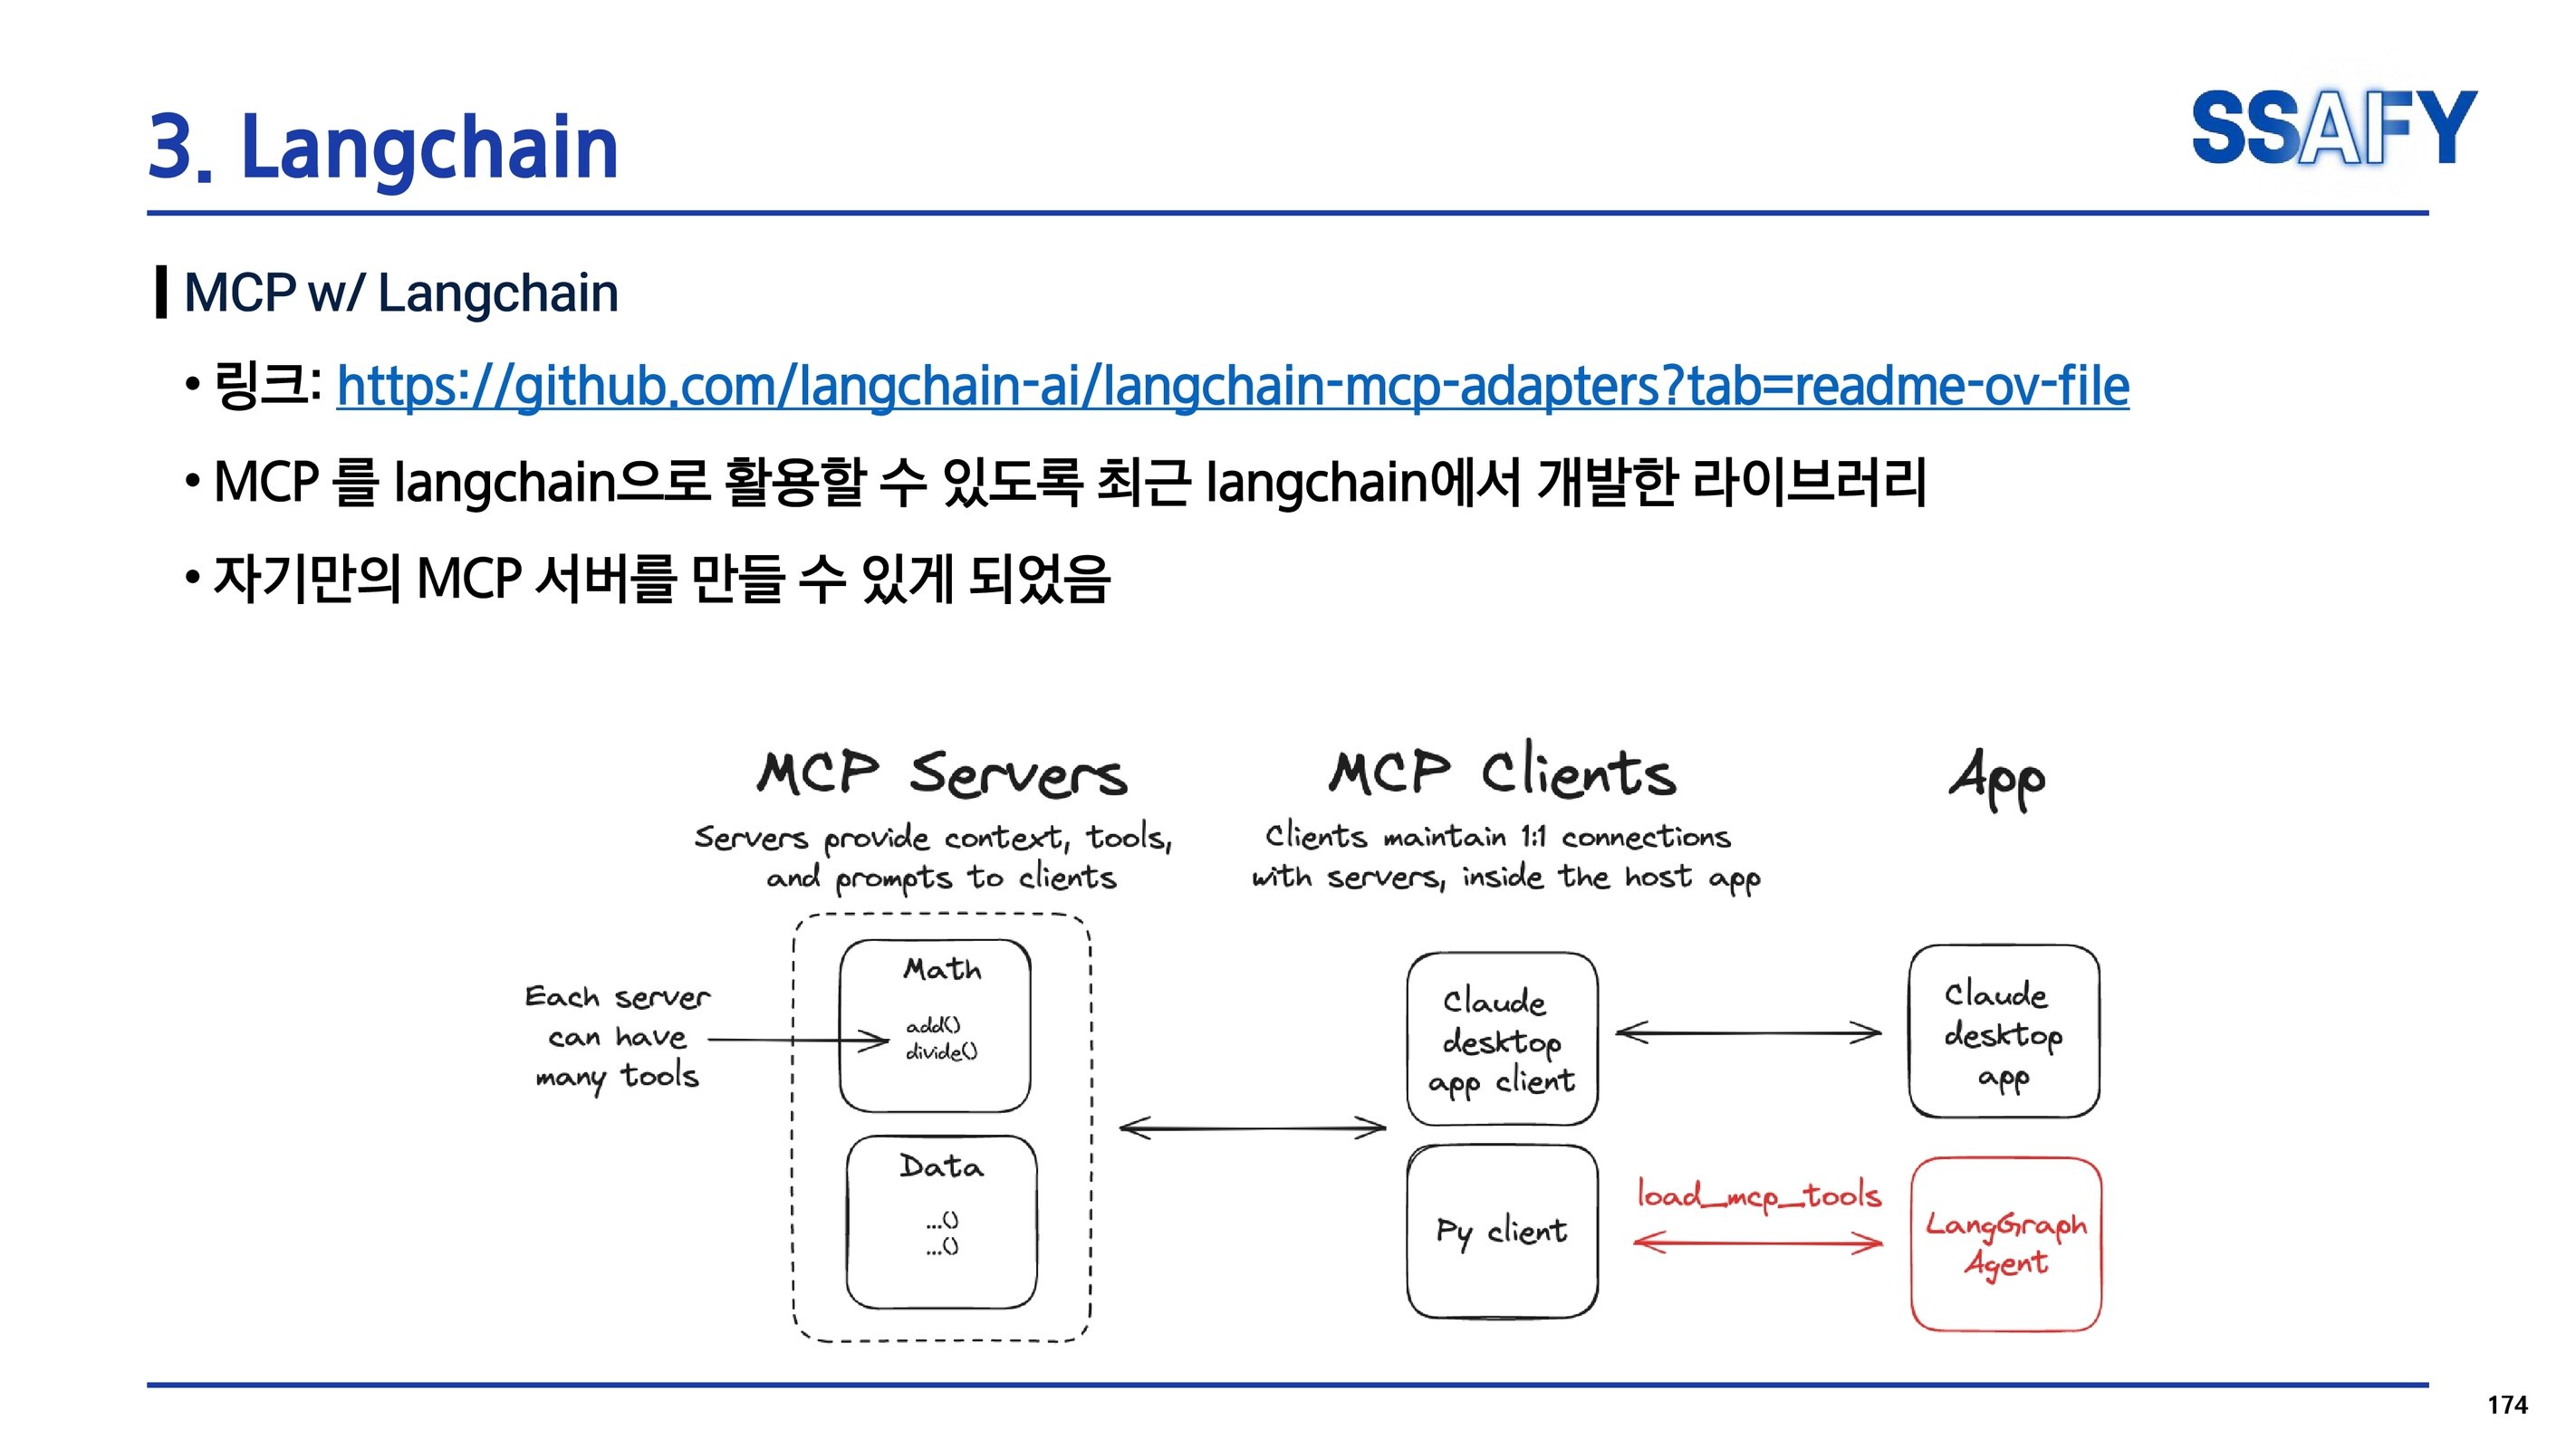 3. Langchain
SSAFY
MCP w/ Langchain
• 링크: https://github.com/langchain-ai/langchain-mcp-adapters?tab=readme-ov-file
• MCP 를 langchain으로 활용할 수 있도록 최근 langchain에서 개발한 라이브러리
• 자기만의 MCP 서버를 만들 수 있게 되었음
MCP Servers
Servers provide context, tools,
and prompts to clients
MCP Clients
Clients maintain 1:1 connections
with servers, inside the host app
App
Each server
can have
many tools
Math
add()
divide()
Data
...()
...()
Claude
desktop
app client
Py client
Claude
desktop
app
load_mcp_tools
LangGraph
Agent
174